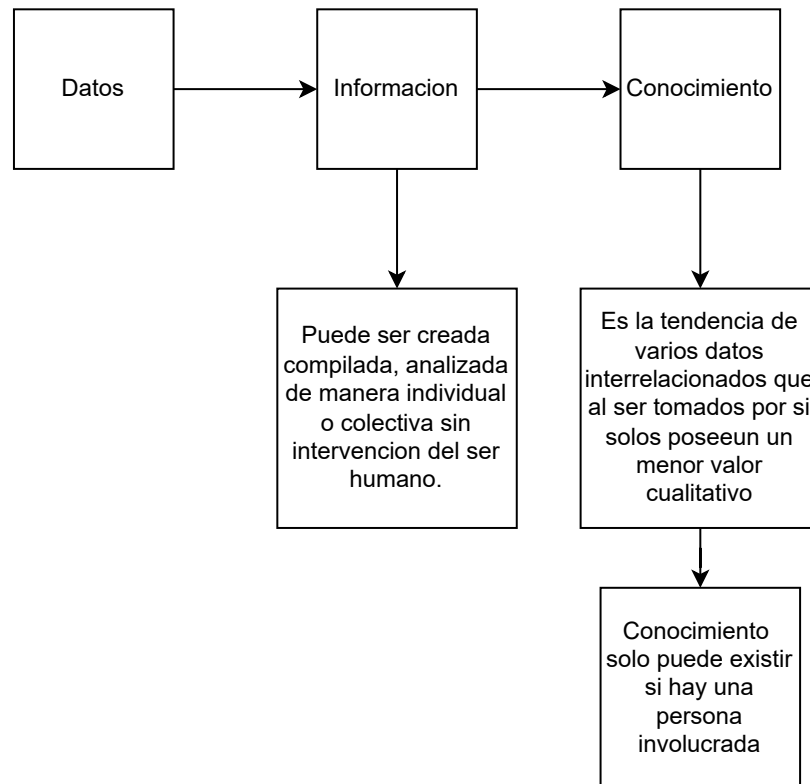 Datos
Informacion
Conocimiento
Puede ser creada
compilada, analizada
de manera individual
o colectiva sin
intervencion del ser
humano.
Es la tendencia de
varios datos
interrelacionados que
al ser tomados por si
solos poseeun un
menor valor
cualitativo
Conocimiento
solo puede existir
si hay una
persona
involucrada